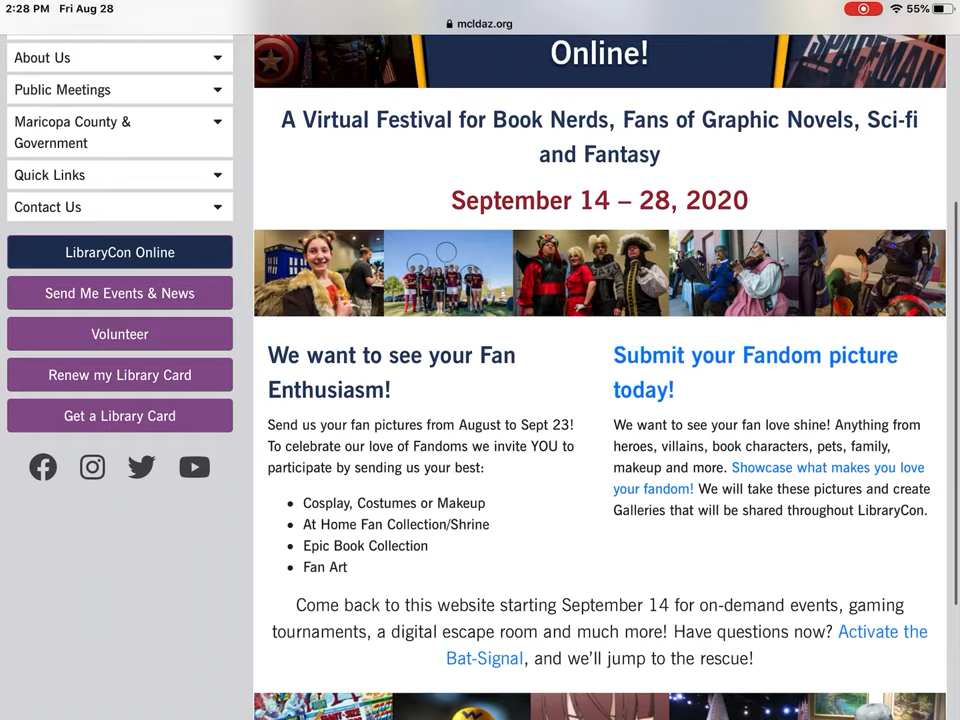 2:28 PM Fri Aug 28
55%
mcldaz.org
About Us
Public Meetings
Maricopa County &
Government
Quick Links
Contact Us
LibraryCon Online
Send Me Events & News
Volunteer
Renew my Library Card
Get a Library Card
SPACEMAN
Online!
A Virtual Festival for Book Nerds, Fans of Graphic Novels, Sci-fi
and Fantasy
September 14 – 28, 2020
We want to see your Fan
Enthusiasm!
Send us your fan pictures from August to Sept 23!
To celebrate our love of Fandoms we invite YOU to
participate by sending us your best:
• Cosplay, Costumes or Makeup
• At Home Fan Collection/Shrine
• Epic Book Collection
• Fan Art
Submit your Fandom picture
today!
We want to see your fan love shine! Anything from
heroes, villains, book characters, pets, family,
makeup and more. Showcase what makes you love
your fandom! We will take these pictures and create
Galleries that will be shared throughout LibraryCon.
Come back to this website starting September 14 for on-demand events, gaming
tournaments, a digital escape room and much more! Have questions now? Activate the
Bat-Signal, and we'll jump to the rescue!